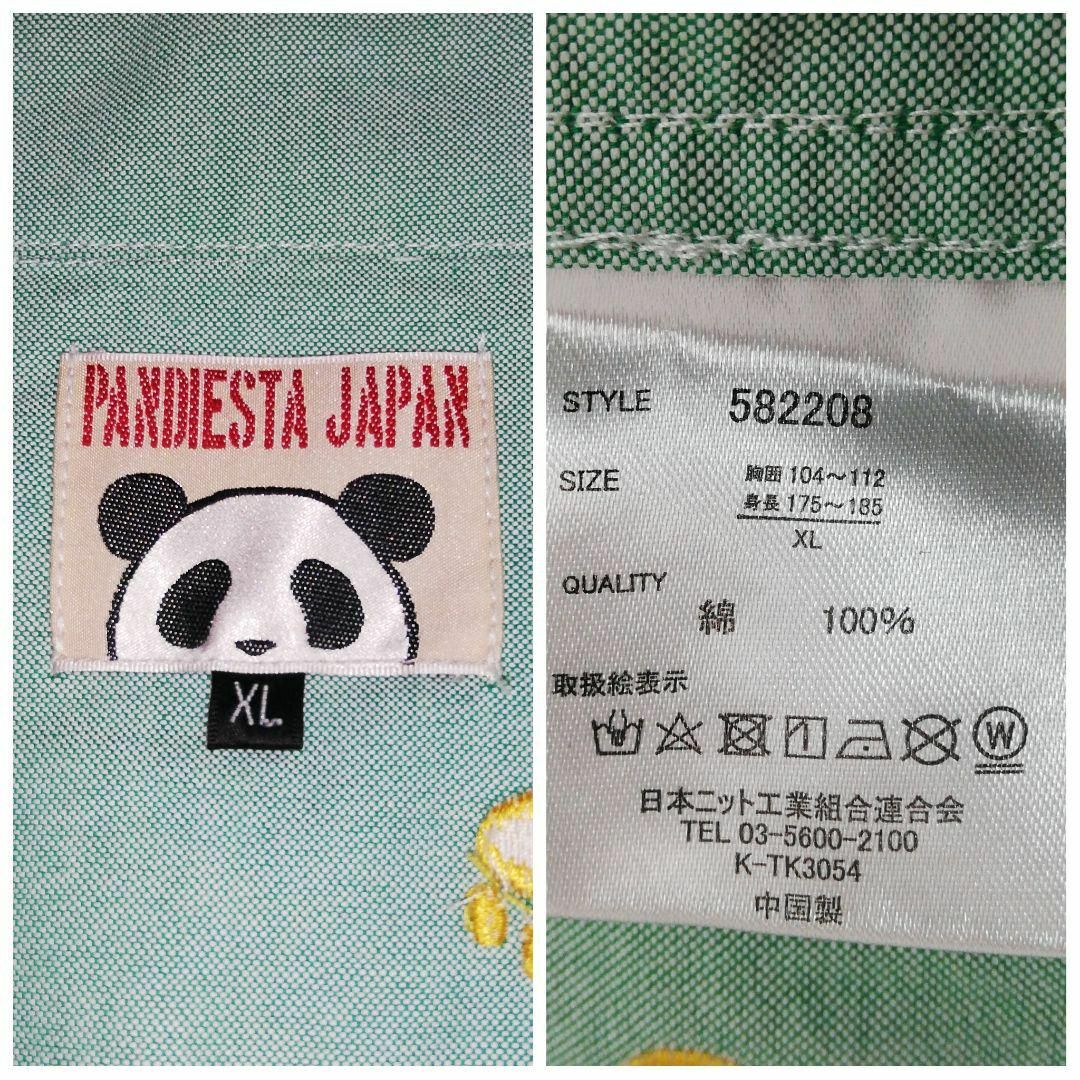 PANDIESTA JAPAN
XL
STYLE 582208
SIZE 胸囲 104～112
身長 175～185
XL
QUALITY
綿 100%
取扱絵表示
W
日本ニット工業組合連合会
TEL 03-5600-2100
K-TK3054
中国製